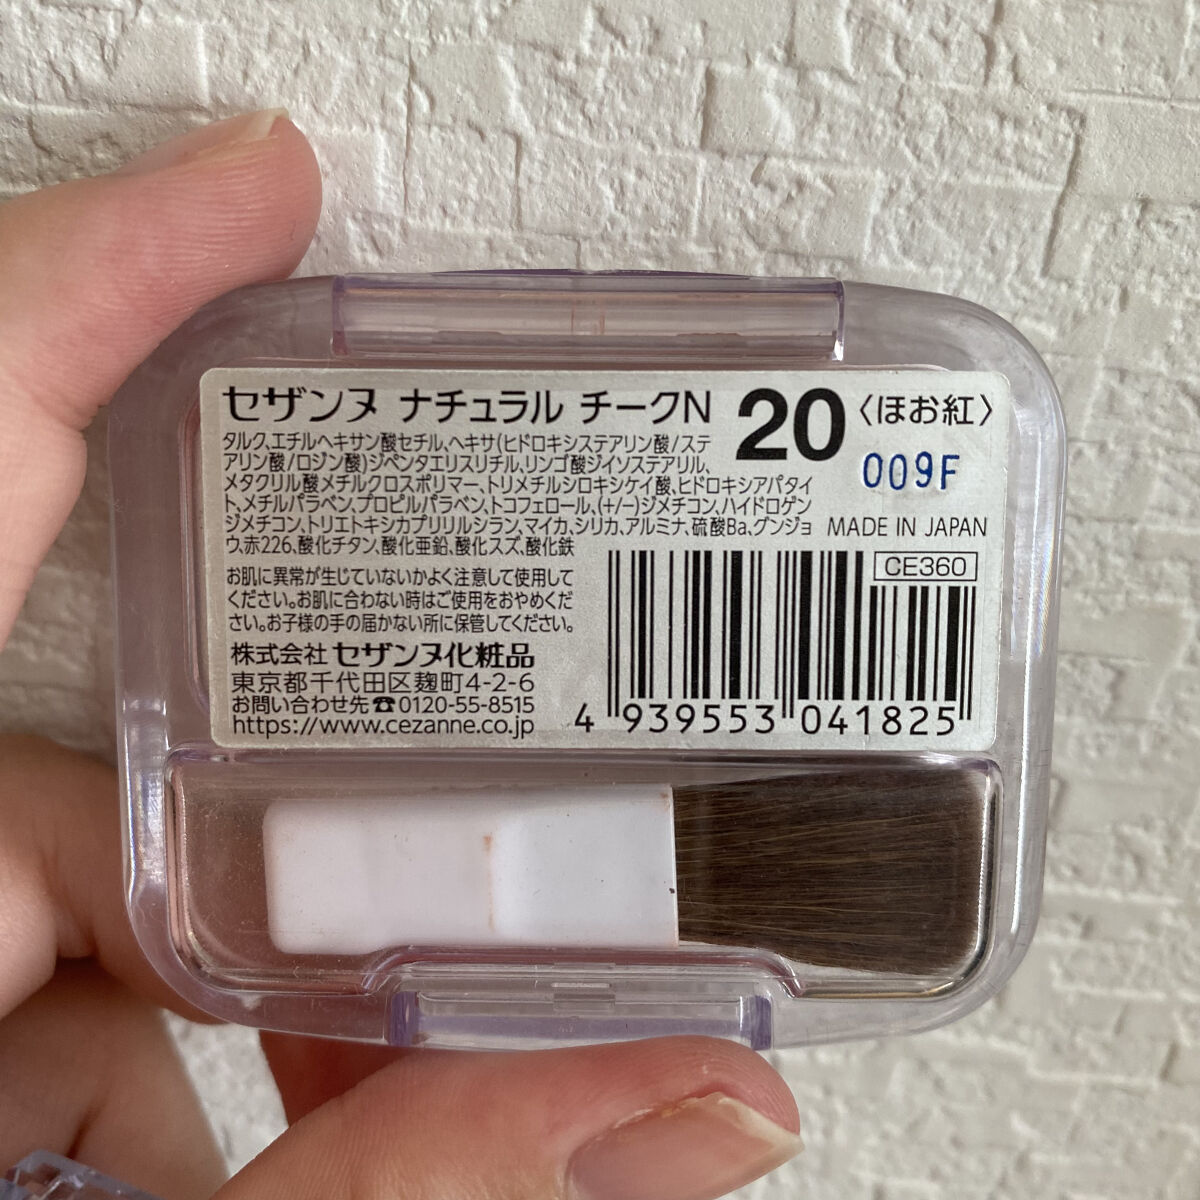 セザンヌ ナチュラル チークN 20 〈ほお紅〉
009F
タルク、エチルヘキサン酸セチル、ヘキサ(ヒドロキシステアリン酸/ステ
アリン酸/ロジン酸)ジペンタエリスリチル、リンゴ酸ジイソステアリル、
メタクリル酸メチルクロスポリマー、トリメチルシロキシケイ酸、ヒドロキシアパタイ
ト、メチルパラベン、プロピルパラベン、トコフェロール、(+/-)ジメチコン、ハイドロゲン
ジメチコン、トリエトキシカプリリルシラン、マイカ、シリカ、アルミナ、硫酸Ba、グンジョ
ウ、赤226、酸化チタン、酸化亜鉛、酸化スズ、酸化鉄
MADE IN JAPAN
CE360
お肌に異常が生じていないかよく注意して使用して
ください。お肌に合わない時はご使用をおやめくだ
さい。お子様の手の届かない所に保管してください。
株式会社 セザンヌ化粧品
東京都千代田区麹町4-2-6
お問い合わせ先☎0120-55-8515
https://www.cezanne.co.jp
4 939553 041825